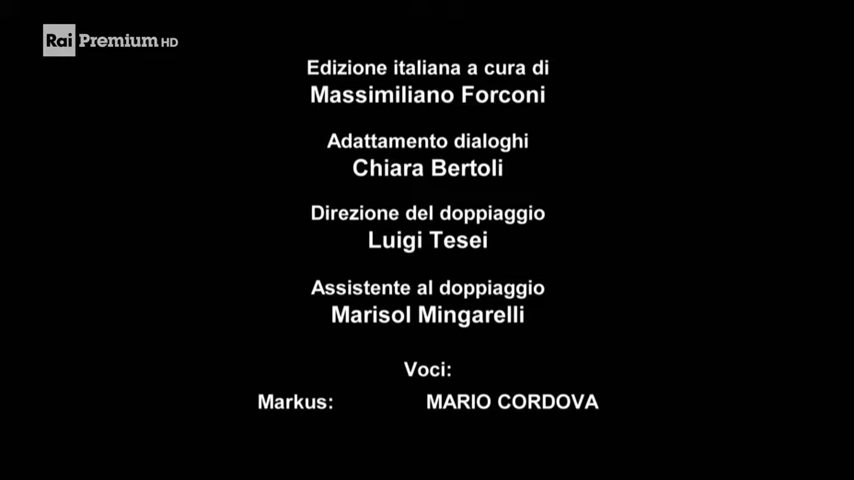 Rai Premium HD
Edizione italiana a cura di
Massimiliano Forconi
Adattamento dialoghi
Chiara Bertoli
Direzione del doppiaggio
Luigi Tesei
Assistente al doppiaggio
Marisol Mingarelli
Voci:
Markus: MARIO CORDOVA